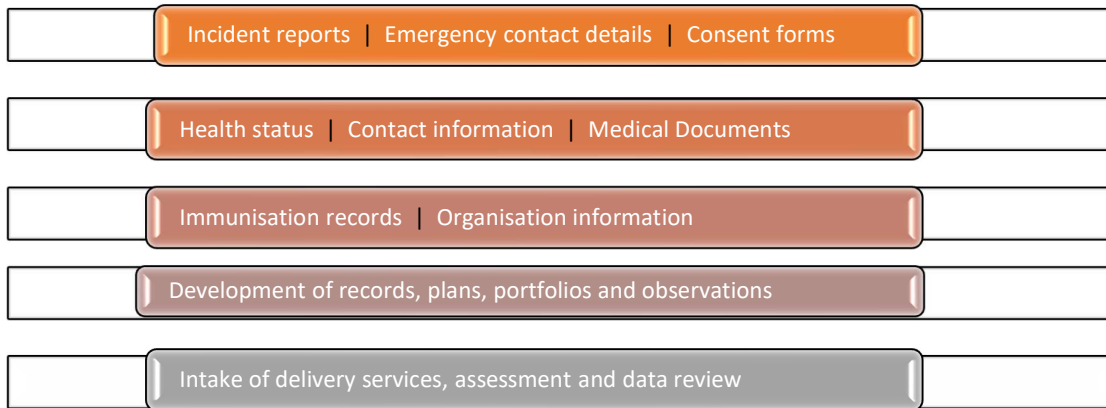 Incident reports | Emergency contact details | Consent forms
Health status | Contact information | Medical Documents
Immunisation records | Organisation information
Development of records, plans, portfolios and observations
Intake of delivery services, assessment and data review